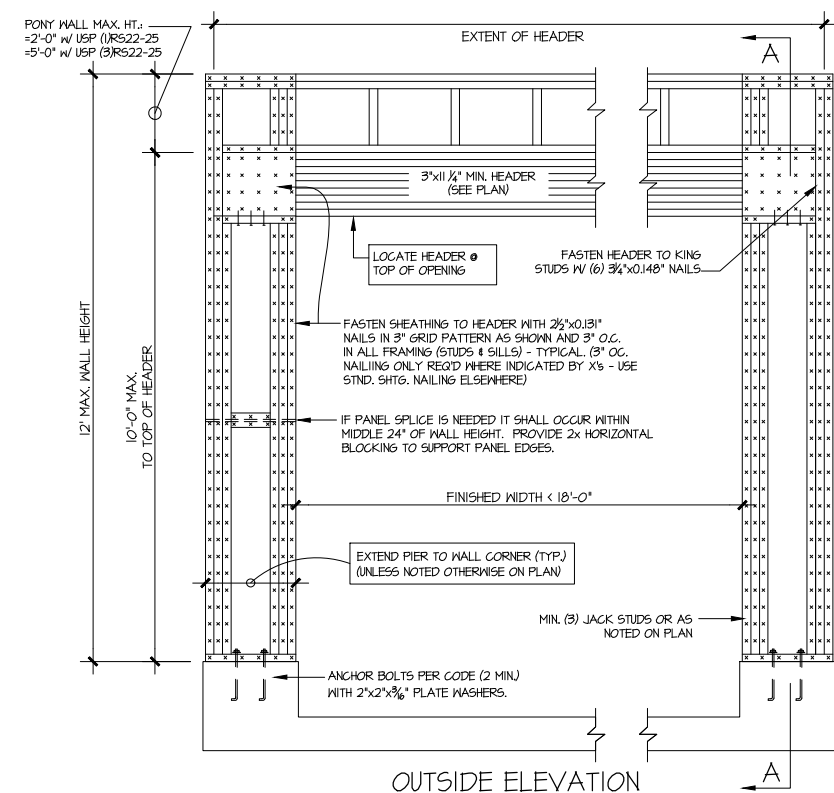 PONY WALL MAX. HT.:
=2'-0" W/ USP (1)RS22-25
=5'-0" W/ USP (3)RS22-25
EXTENT OF HEADER
A
3"x11 1/4" MIN. HEADER
(SEE PLAN)
LOCATE HEADER @
TOP OF OPENING
FASTEN HEADER TO KING
STUDS W/ (6) 3 1/4"x0.148" NAILS
FASTEN SHEATHING TO HEADER WITH 2 1/2"x0.131"
NAILS IN 3" GRID PATTERN AS SHOWN AND 3" O.C.
IN ALL FRAMING (STUDS & SILLS) - TYPICAL. (3" OC.
NAILIING ONLY REQ'D WHERE INDICATED BY X's - USE
STND. SHTG. NAILING ELSEWHERE)
12' MAX. WALL HEIGHT
10'-0" MAX.
TO TOP OF HEADER
IF PANEL SPLICE IS NEEDED IT SHALL OCCUR WITHIN
MIDDLE 24" OF WALL HEIGHT. PROVIDE 2x HORIZONTAL
BLOCKING TO SUPPORT PANEL EDGES.
FINISHED WIDTH < 18'-0"
EXTEND PIER TO WALL CORNER (TYP.)
(UNLESS NOTED OTHERWISE ON PLAN)
MIN. (3) JACK STUDS OR AS
NOTED ON PLAN
ANCHOR BOLTS PER CODE (2 MIN.)
WITH 2"x2"x3/16" PLATE WASHERS.
OUTSIDE ELEVATION
A